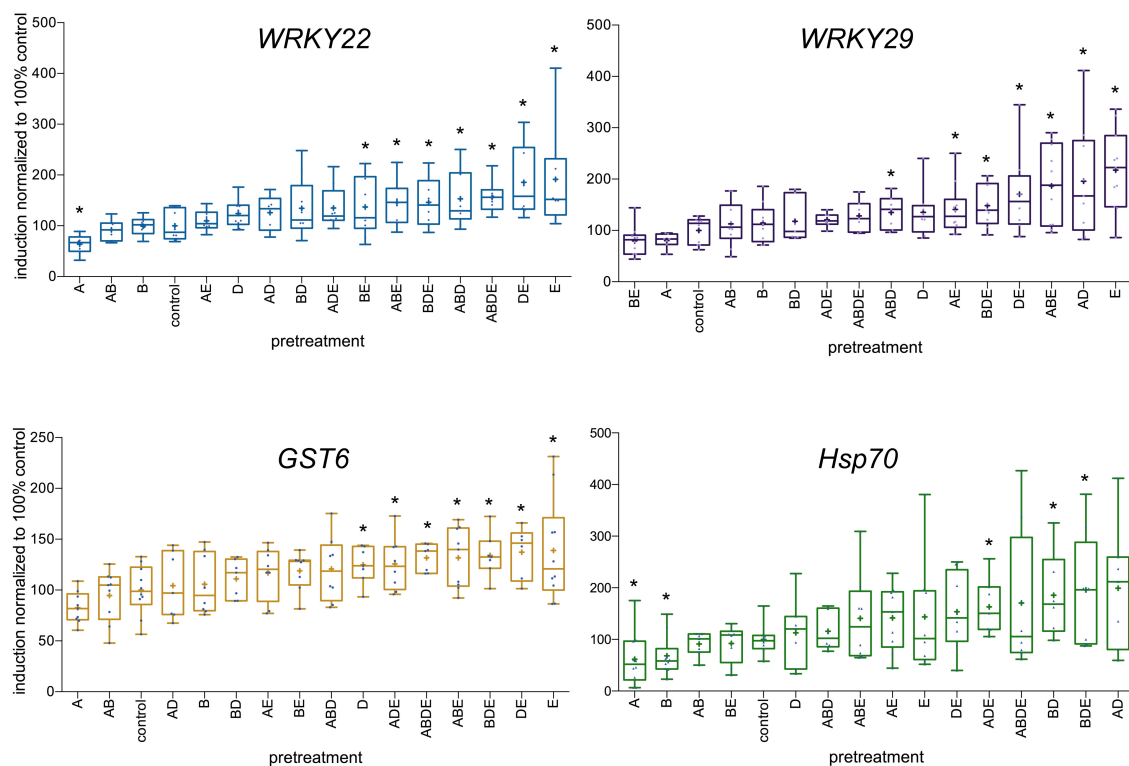 WRKY22
induction normalized to 100% control
500
400
300
200
100
0
* * * * * * * *
A AB B control AE D AD BD ADE BE ABE BDE ABD ABDE DE E
pretreatment
WRKY29
500
400
300
200
100
0
* * * * * * *
BE A control AB B BD ADE ABDE ABD D AE BDE DE ABE AD E
pretreatment
GST6
induction normalized to 100% control
250
200
150
100
50
0
* * * * * * *
A AB control AD B BD AE BE ABD D ADE ABDE ABE BDE DE E
pretreatment
Hsp70
500
400
300
200
100
0
* * * * *
A B AB BE control D ABD ABE AE E DE ADE ABDE BD BDE AD
pretreatment